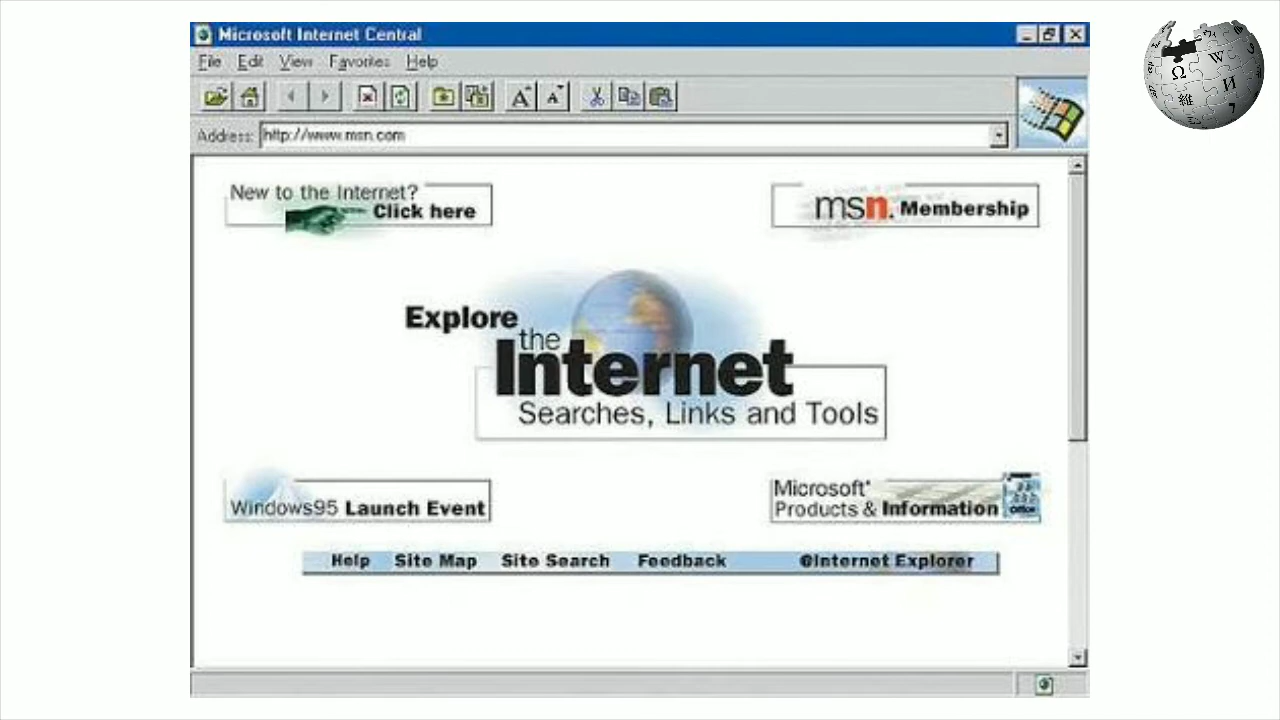 Microsoft Internet Central
File Edit View Favorites Help
Address: http://www.msn.com
New to the Internet?
Click here
msn. Membership
Explore
the
Internet
Searches, Links and Tools
Windows95 Launch Event
Microsoft
Products & Information
Office
Help Site Map Site Search Feedback @Internet Explorer
Ω W
維 И